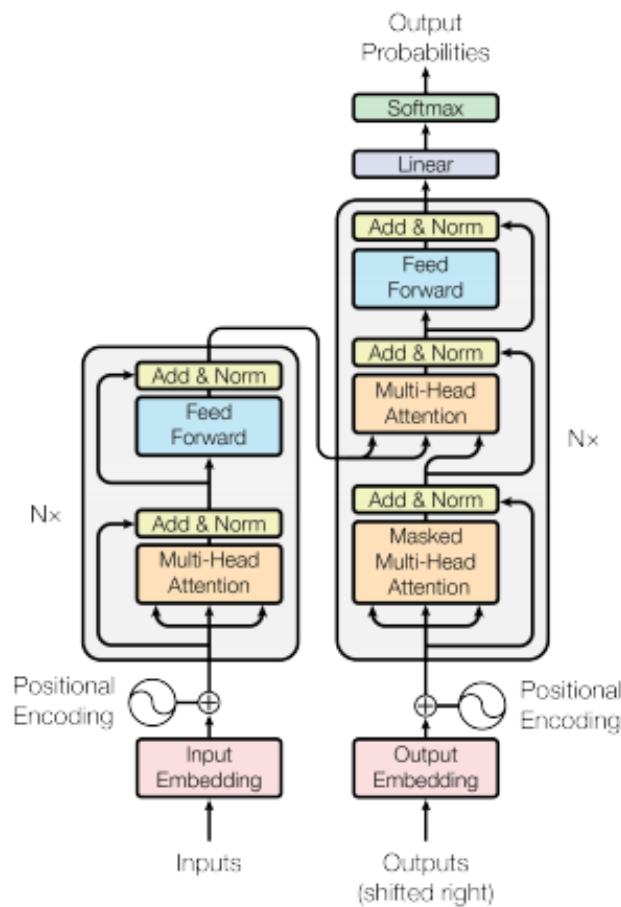 Output
Probabilities
Softmax
Linear
Add & Norm
Feed
Forward
Add & Norm
Multi-Head
Attention
Add & Norm
Masked
Multi-Head
Attention
N×
Add & Norm
Feed
Forward
Add & Norm
Multi-Head
Attention
N×
Positional
Encoding
Positional
Encoding
Input
Embedding
Output
Embedding
Inputs
Outputs
(shifted right)